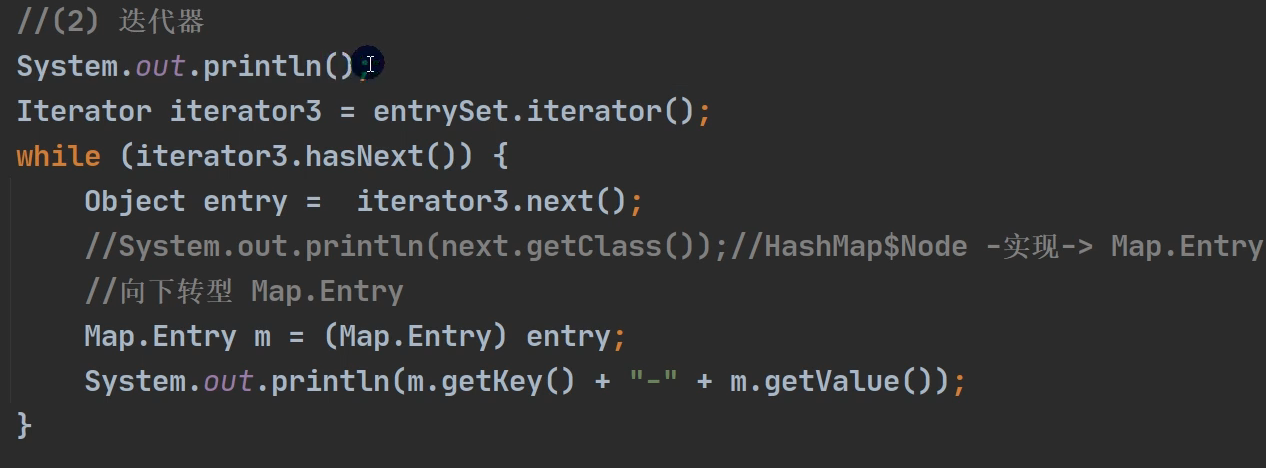 //(2) 迭代器
System.out.println();
Iterator iterator3 = entrySet.iterator();
while (iterator3.hasNext()) {
    Object entry =  iterator3.next();
    //System.out.println(next.getClass());//HashMap$Node -实现-> Map.Entry
    //向下转型 Map.Entry
    Map.Entry m = (Map.Entry) entry;
    System.out.println(m.getKey() + "-" + m.getValue());
}